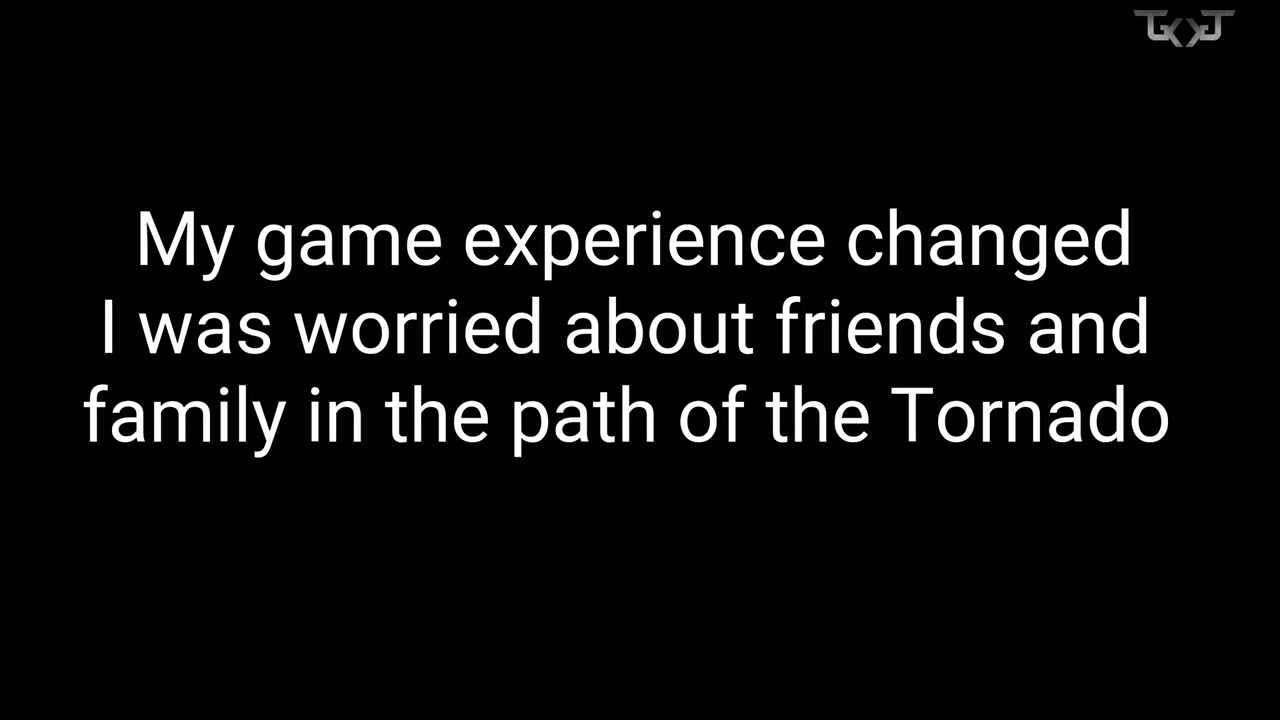 My game experience changed
I was worried about friends and
family in the path of the Tornado